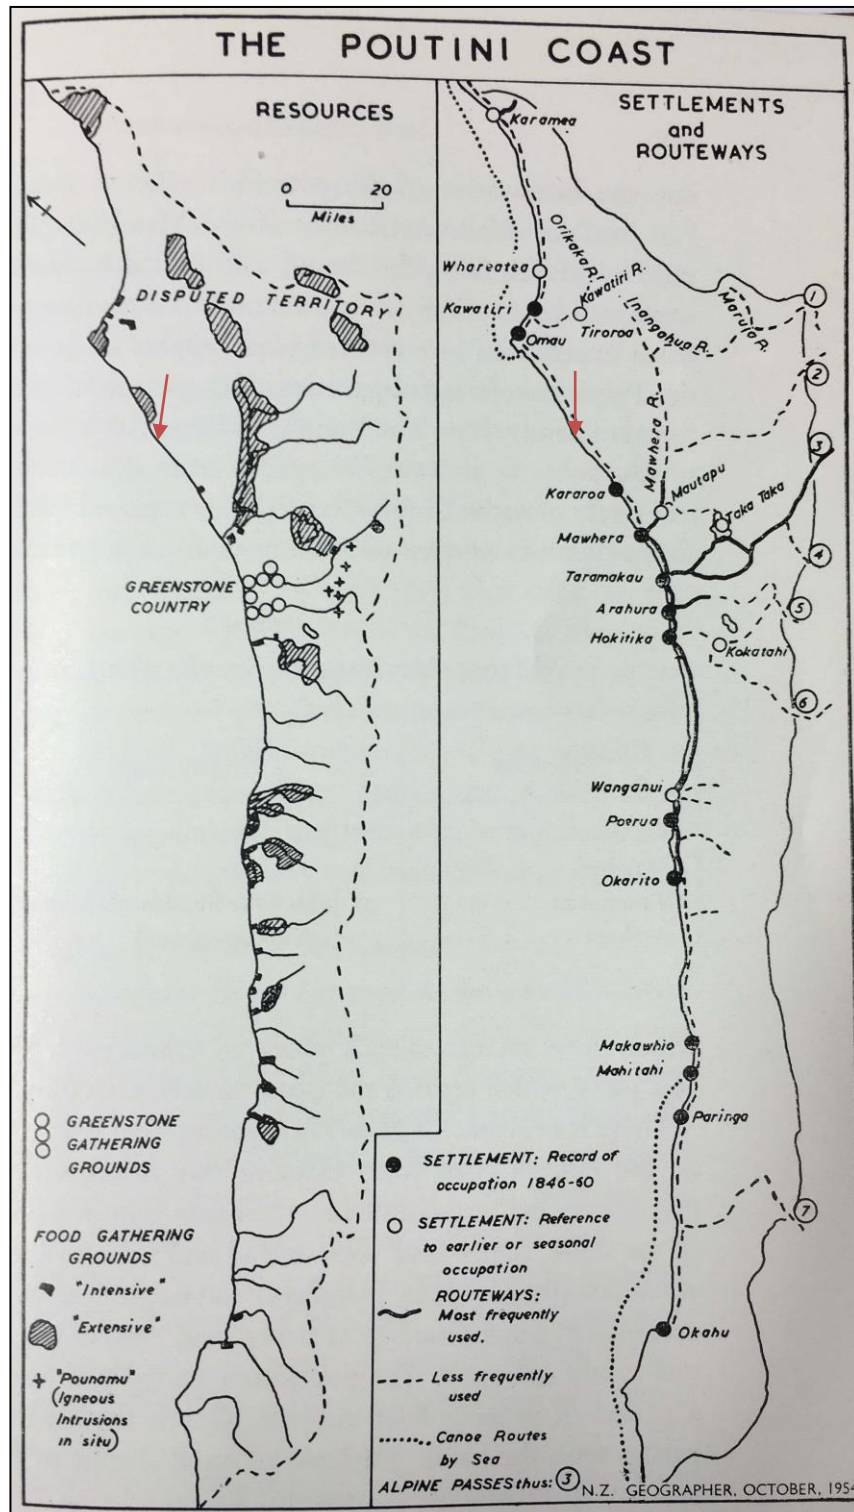 THE POUTINI COAST
RESOURCES
0 20
Miles
DISPUTED TERRITORY
GREENSTONE
COUNTRY
GREENSTONE
GATHERING
GROUNDS
FOOD GATHERING
GROUNDS
"Intensive"
"Extensive"
"Pounamu"
(Igneous
Intrusions
in situ)
SETTLEMENTS
and
ROUTEWAYS
Karamea
Whareatea
Orikaka R.
Kawatiri R.
Kawatiri
Tiroroa
Omau
Inangahua R.
Maruia R.
1
2
3
Mawhera R.
Kararoa
Mautapu
Taka Taka
Mawhera
4
Taramakau
Arahura
5
Hokitika
Kokatahi
6
Wanganui
Poerua
Okarito
Makawhio
Mahitahi
Paringa
7
Okahu
SETTLEMENT: Record of
occupation 1846-60
SETTLEMENT: Reference
to earlier or seasonal
occupation
ROUTEWAYS:
Most frequently
used.
Less frequently
used
Canoe Routes
by Sea
ALPINE PASSES thus: 3
N.Z. GEOGRAPHER, OCTOBER, 1954